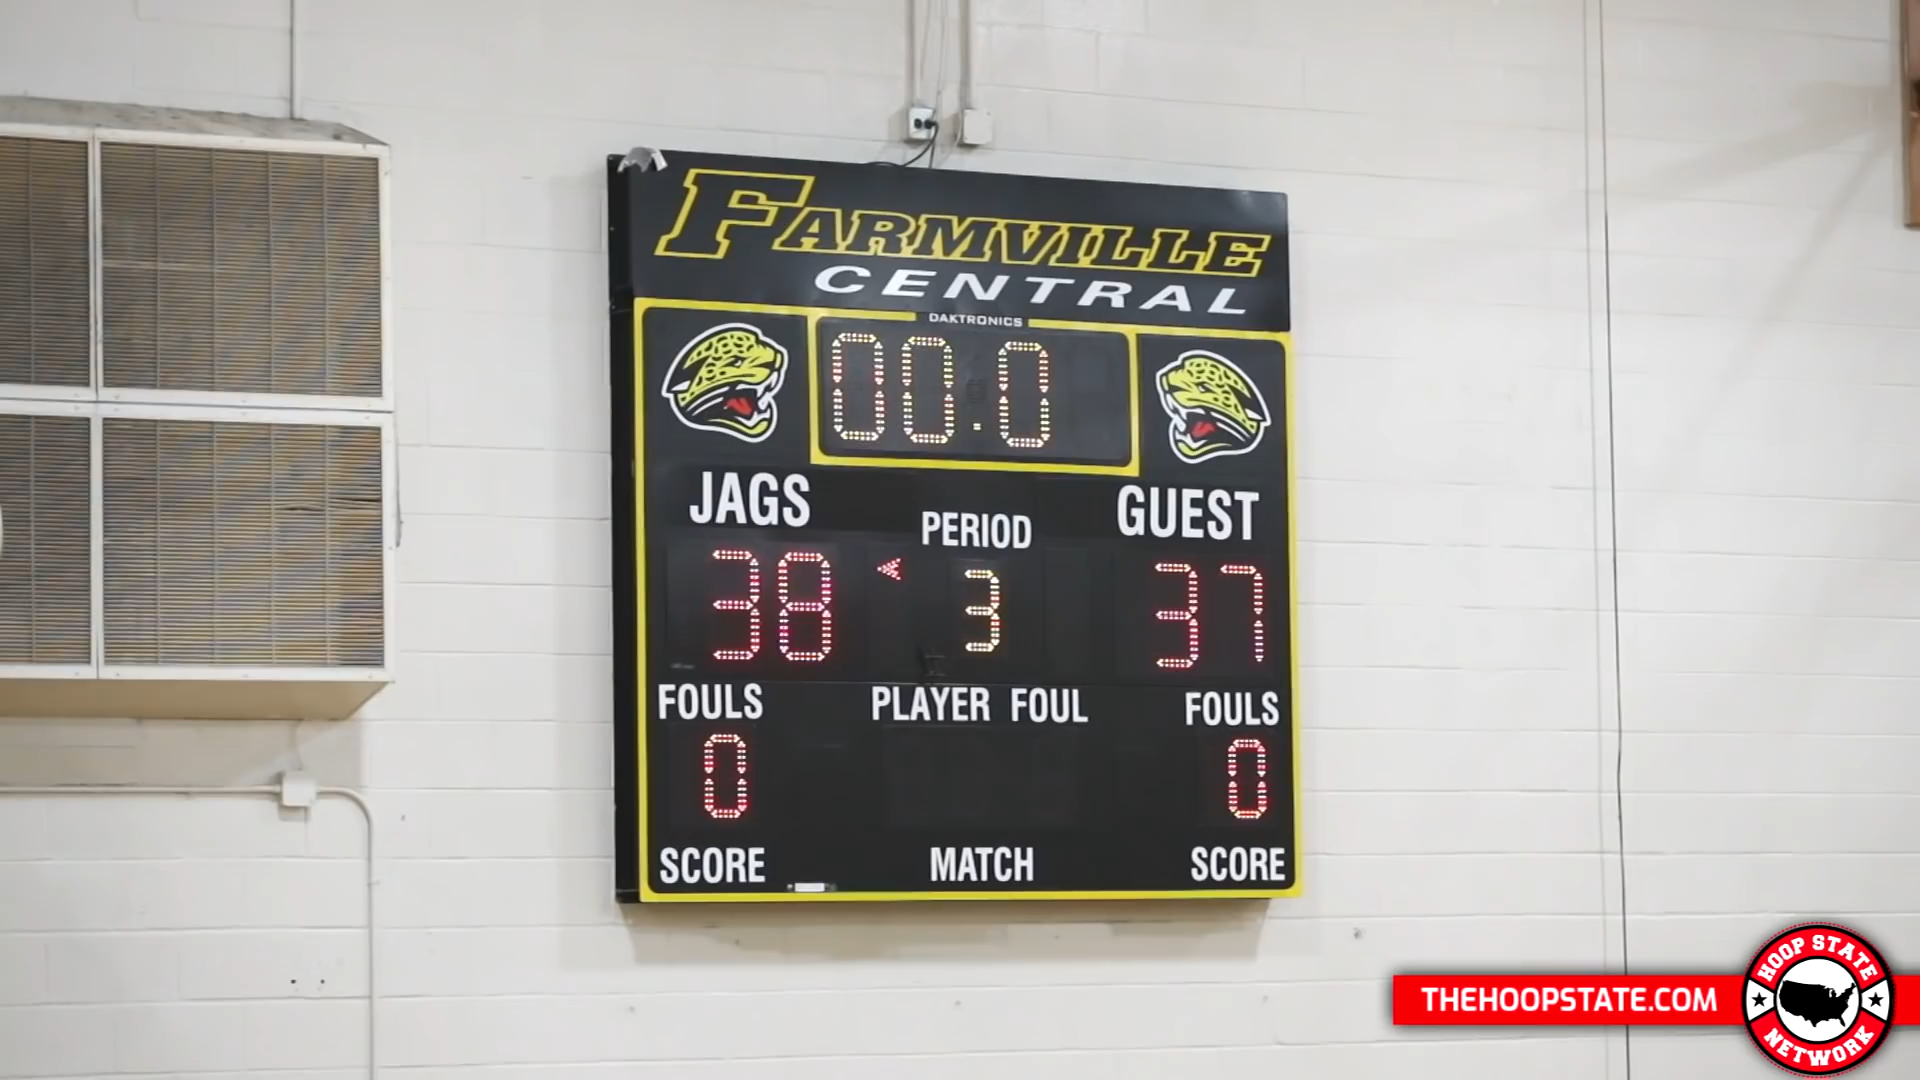 FARMVILLE
CENTRAL
DAKTRONICS
00.0
JAGS
PERIOD
GUEST
38
3
37
FOULS
PLAYER FOUL
FOULS
0
0
SCORE
MATCH
SCORE
THEHOOPSTATE.COM
HOOP STATE
NETWORK